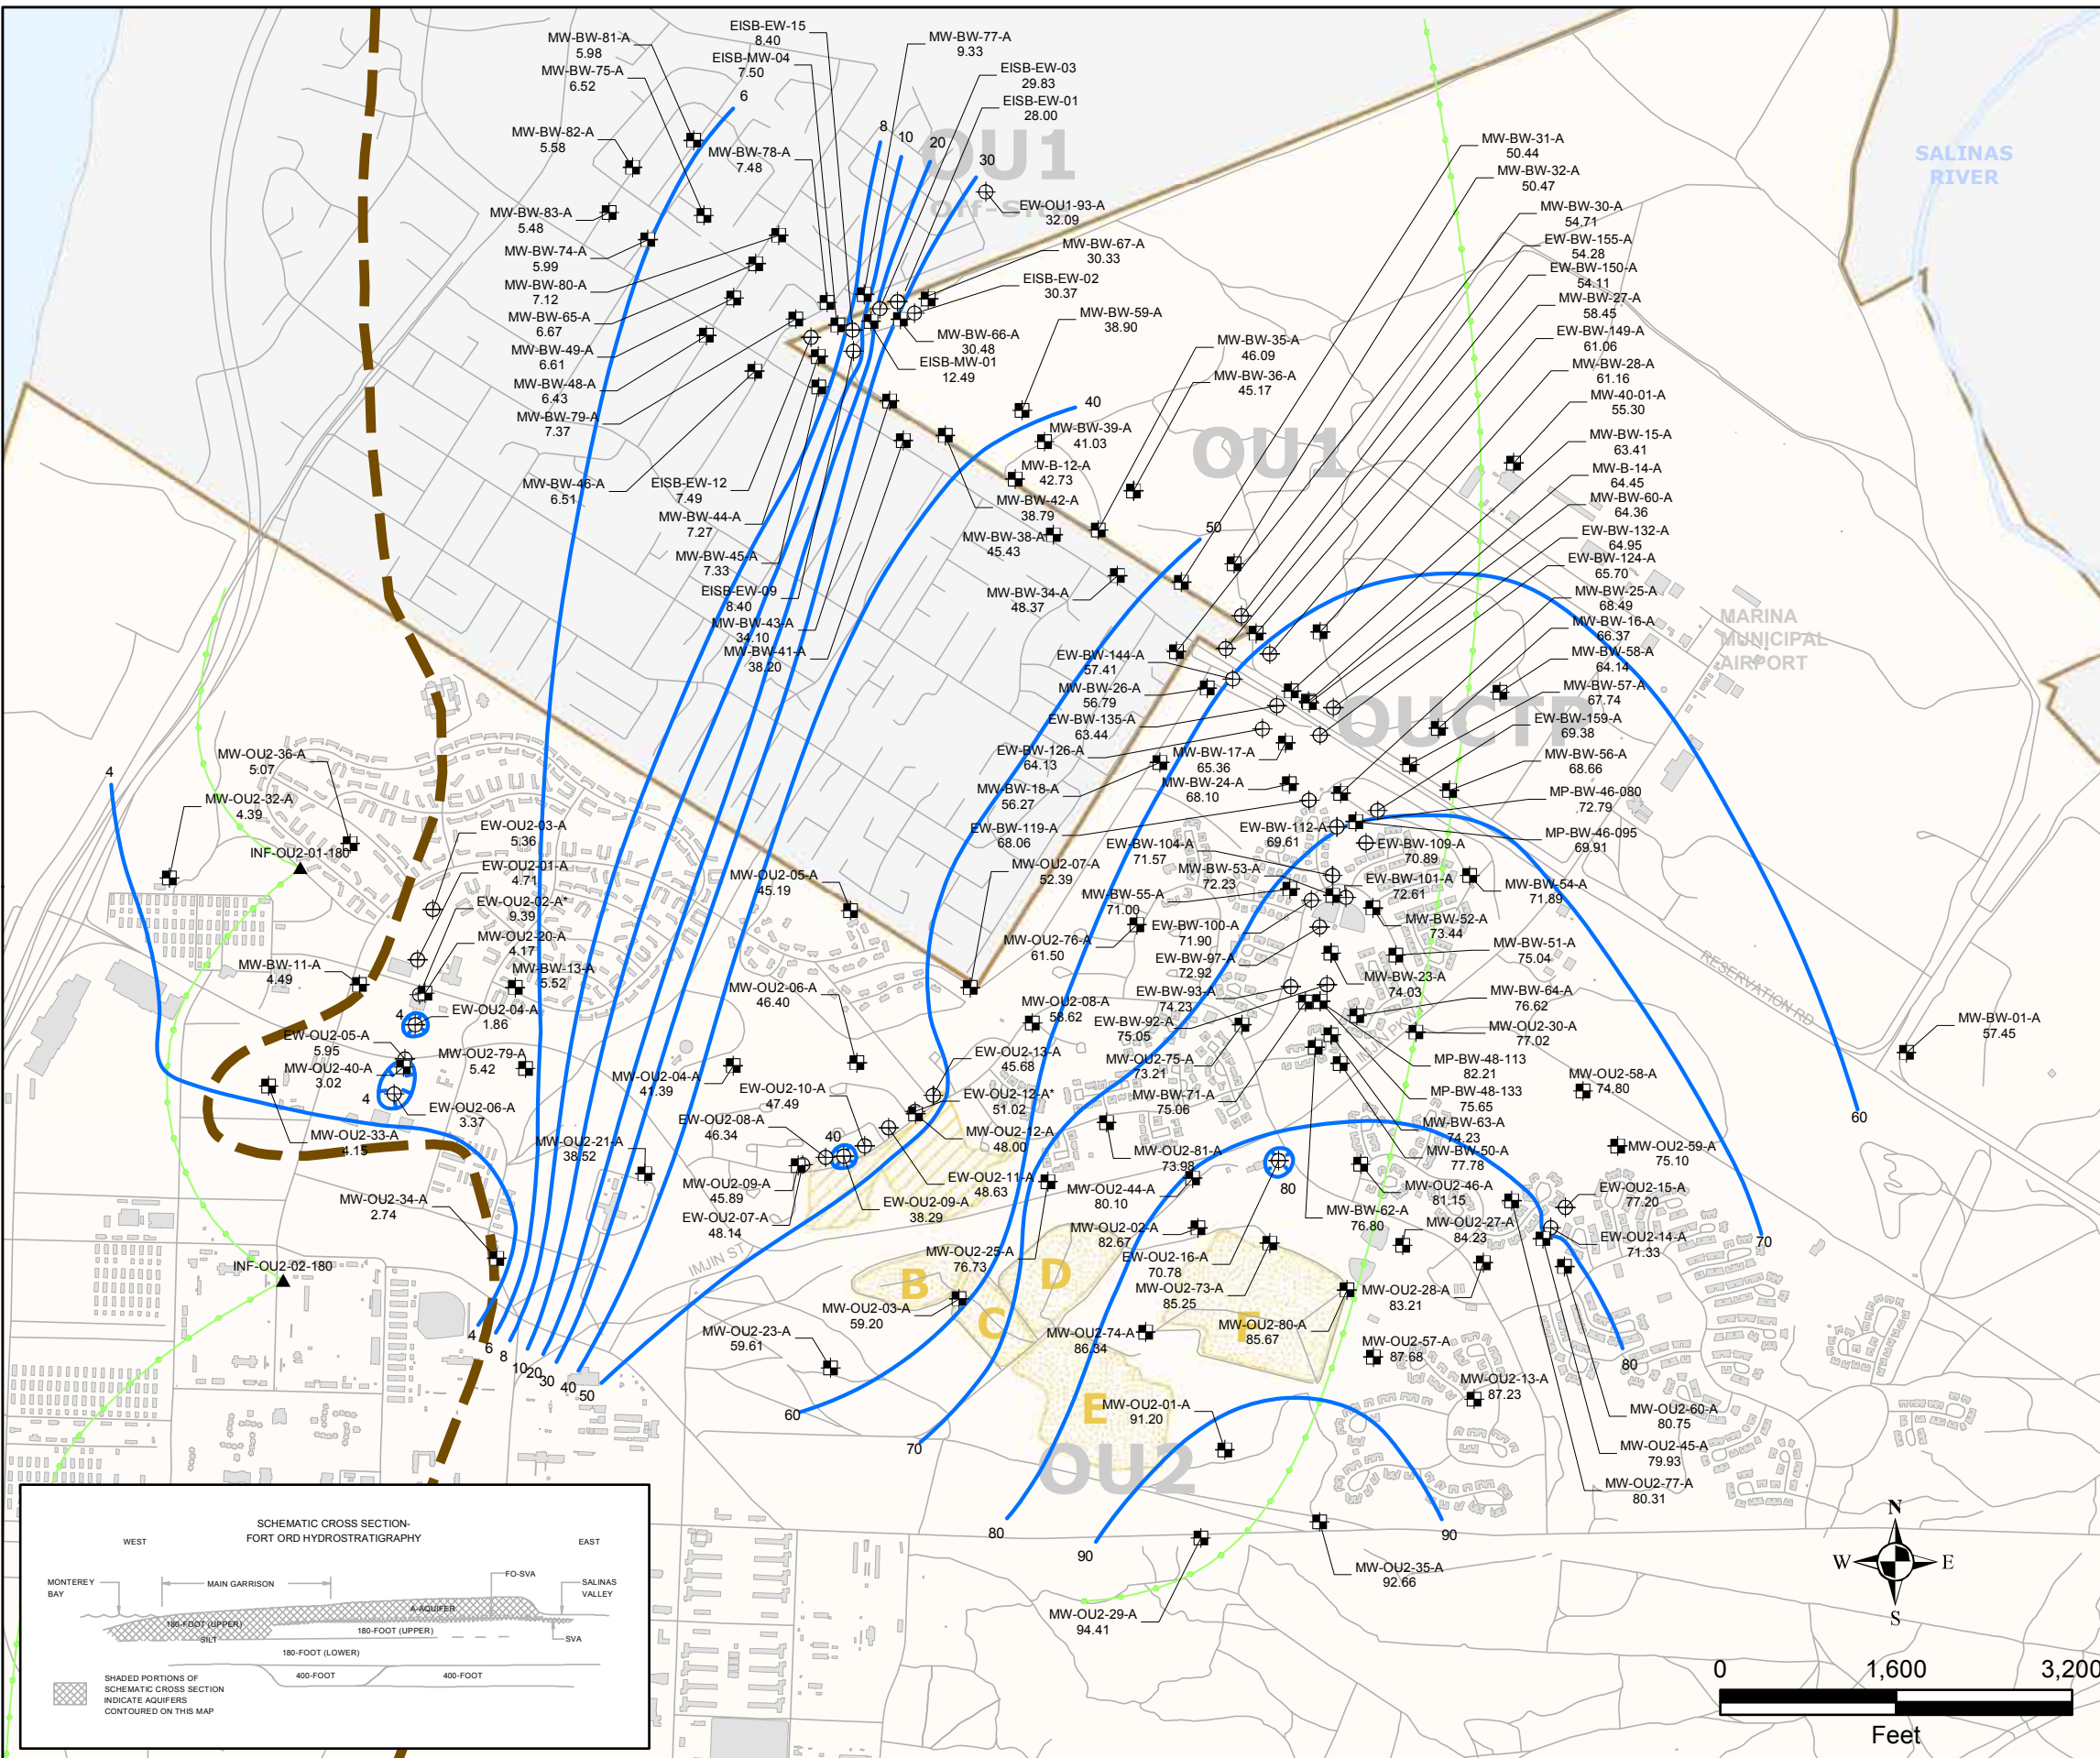 MW-BW-81-A
5.98
MW-BW-75-A
6.52
EISB-EW-15
8.40
EISB-MW-04
7.50
MW-BW-77-A
9.33
EISB-EW-03
29.83
EISB-EW-01
28.00
6
8
10
20
30
OU1
Off-Site
MW-BW-82-A
5.58
MW-BW-78-A
7.48
MW-BW-83-A
5.48
MW-BW-74-A
5.99
MW-BW-80-A
7.12
MW-BW-65-A
6.67
MW-BW-49-A
6.61
MW-BW-48-A
6.43
MW-BW-79-A
7.37
MW-BW-46-A
6.51
EW-OU1-93-A
32.09
MW-BW-67-A
30.33
EISB-EW-02
30.37
MW-BW-59-A
38.90
MW-BW-66-A
30.48
EISB-MW-01
12.49
MW-BW-35-A
46.09
MW-BW-36-A
45.17
MW-BW-31-A
50.44
MW-BW-32-A
50.47
MW-BW-30-A
54.71
EW-BW-155-A
54.28
EW-BW-150-A
54.11
MW-BW-27-A
58.45
EW-BW-149-A
61.06
MW-BW-28-A
61.16
MW-40-01-A
55.30
MW-BW-15-A
63.41
MW-B-14-A
64.45
MW-BW-60-A
64.36
EW-BW-132-A
64.95
EW-BW-124-A
65.70
MW-BW-25-A
68.49
MW-BW-16-A
66.37
MW-BW-58-A
64.14
MW-BW-57-A
67.74
EW-BW-159-A
69.38
MW-BW-56-A
68.66
MP-BW-46-080
72.79
MP-BW-46-095
69.91
SALINAS
RIVER
MARINA
MUNICIPAL
AIRPORT
OU1
OUCTP
40
50
MW-BW-39-A
41.03
MW-B-12-A
42.73
MW-BW-42-A
38.79
MW-BW-38-A
45.43
MW-BW-34-A
48.37
EISB-EW-12
7.49
MW-BW-44-A
7.27
MW-BW-45-A
7.33
EISB-EW-09
8.40
MW-BW-43-A
34.10
MW-BW-41-A
38.20
EW-BW-144-A
57.41
MW-BW-26-A
56.79
EW-BW-135-A
63.44
EW-BW-126-A
64.13
MW-BW-17-A
65.36
MW-BW-18-A
56.27
MW-BW-24-A
68.10
EW-BW-119-A
68.06
EW-BW-112-A
69.61
EW-BW-104-A
71.57
EW-BW-109-A
70.89
MW-BW-53-A
72.23
EW-BW-101-A
72.61
MW-BW-54-A
71.89
MW-BW-55-A
71.00
MW-BW-52-A
73.44
EW-BW-100-A
71.90
MW-BW-51-A
75.04
EW-BW-97-A
72.92
MW-BW-23-A
74.03
EW-BW-93-A
74.23
MW-BW-64-A
76.62
EW-BW-92-A
75.05
MW-OU2-30-A
77.02
MP-BW-48-113
82.21
MP-BW-48-133
75.65
MW-BW-63-A
74.23
MW-BW-50-A
77.78
MW-BW-71-A
75.06
MW-BW-62-A
76.80
RESERVATION RD
IMJIN PKWY
MW-BW-01-A
57.45
4
MW-OU2-36-A
5.07
MW-OU2-32-A
4.39
INF-OU2-01-180
EW-OU2-03-A
5.36
EW-OU2-01-A
4.71
EW-OU2-02-A*
9.39
MW-OU2-20-A
4.17
MW-BW-11-A
4.49
MW-BW-13-A
5.52
4
EW-OU2-04-A
1.86
EW-OU2-05-A
5.95
MW-OU2-40-A
3.02
4
EW-OU2-06-A
3.37
MW-OU2-79-A
5.42
MW-OU2-33-A
4.15
MW-OU2-34-A
2.74
INF-OU2-02-180
MW-OU2-05-A
45.19
MW-OU2-07-A
52.39
MW-OU2-76-A
61.50
MW-OU2-06-A
46.40
MW-OU2-08-A
58.62
MW-OU2-04-A
41.39
MW-OU2-75-A
73.21
EW-OU2-13-A
45.68
EW-OU2-10-A
47.49
EW-OU2-12-A*
51.02
EW-OU2-08-A
46.34
40
MW-OU2-12-A
48.00
MW-OU2-21-A
38.52
MW-OU2-09-A
45.89
EW-OU2-11-A
48.63
EW-OU2-09-A
38.29
EW-OU2-07-A
48.14
MW-OU2-81-A
73.98
MW-OU2-44-A
80.10
80
MW-OU2-46-A
81.15
MW-OU2-02-A
82.67
MW-OU2-27-A
84.23
MW-OU2-25-A
76.73
EW-OU2-16-A
70.78
MW-OU2-73-A
85.25
MW-OU2-28-A
83.21
MW-OU2-58-A
74.80
MW-OU2-59-A
75.10
EW-OU2-15-A
77.20
EW-OU2-14-A
71.33
60
70
80
IMJIN ST
B
C
D
E
F
MW-OU2-03-A
59.20
MW-OU2-23-A
59.61
MW-OU2-74-A
86.34
MW-OU2-80-A
85.67
MW-OU2-57-A
87.68
MW-OU2-13-A
87.23
MW-OU2-01-A
91.20
MW-OU2-60-A
80.75
MW-OU2-45-A
79.93
MW-OU2-77-A
80.31
OU2
4
6
8
10
20
30
40
50
60
70
80
90
90
MW-OU2-35-A
92.66
MW-OU2-29-A
94.41
SCHEMATIC CROSS SECTION-
FORT ORD HYDROSTRATIGRAPHY
WEST
EAST
MONTEREY
BAY
MAIN GARRISON
FO-SVA
SALINAS
VALLEY
A-AQUIFER
180-FOOT (UPPER)
180-FOOT (UPPER)
SILT
SVA
180-FOOT (LOWER)
400-FOOT
400-FOOT
SHADED PORTIONS OF
SCHEMATIC CROSS SECTION
INDICATE AQUIFERS
CONTOURED ON THIS MAP
N
W
E
S
0
1,600
3,200
Feet